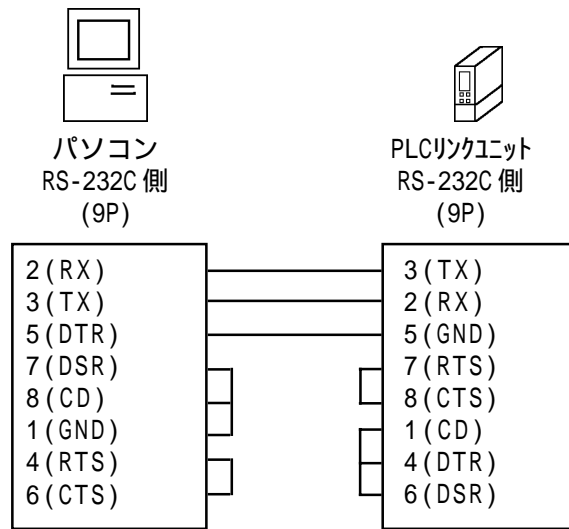 パソコン
RS-232C 側
(9P)
2(RX)
3(TX)
5(DTR)
7(DSR)
8(CD)
1(GND)
4(RTS)
6(CTS)
PLCリンクユニット
RS-232C 側
(9P)
3(TX)
2(RX)
5(GND)
7(RTS)
8(CTS)
1(CD)
4(DTR)
6(DSR)